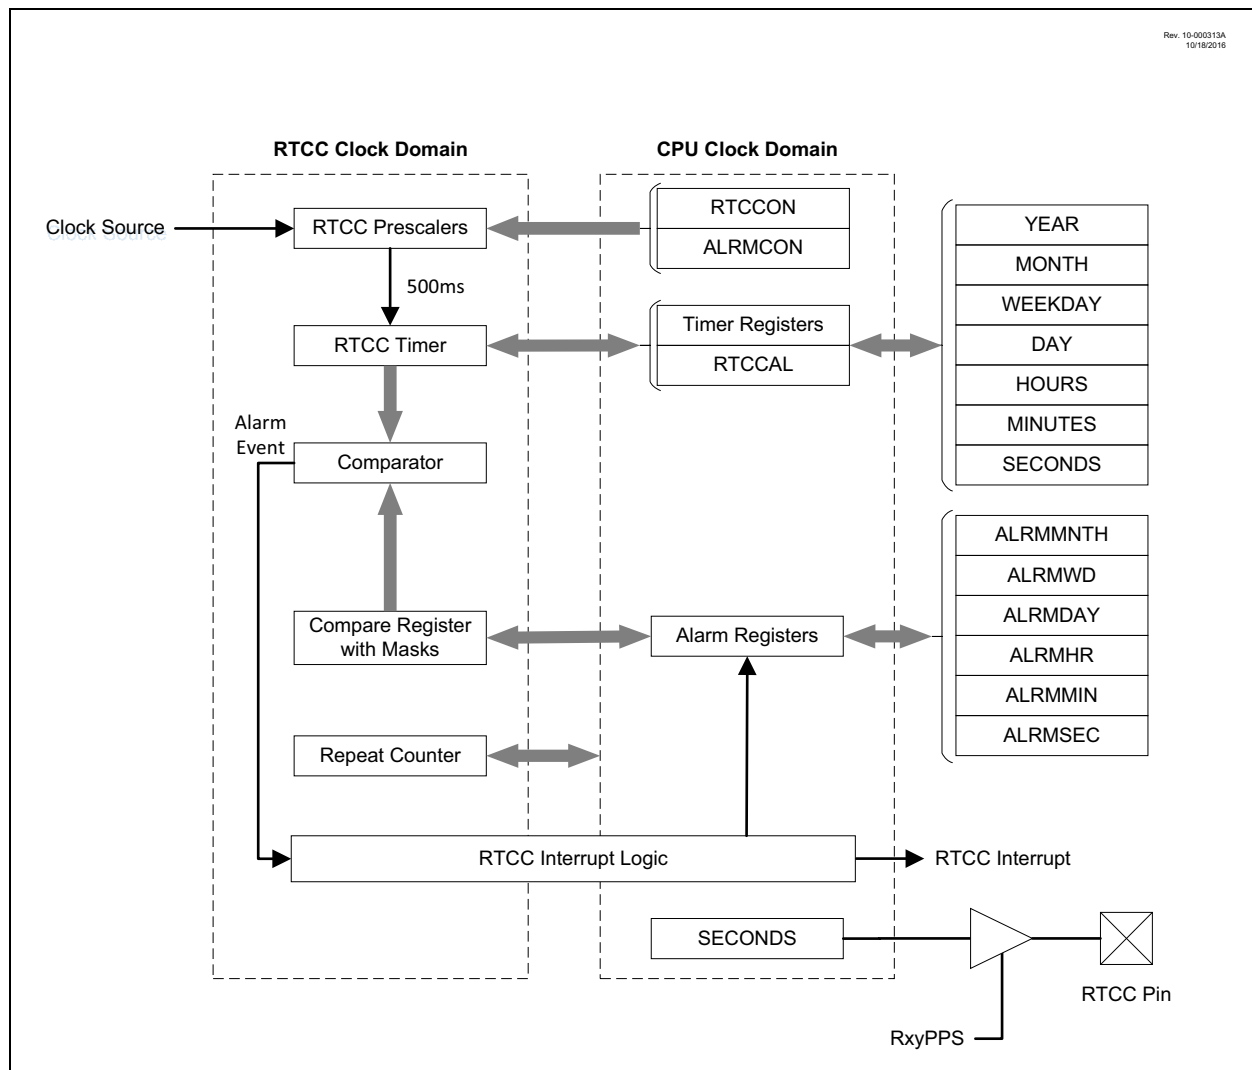 Rev. 10-000313A
10/18/2016
RTCC Clock Domain
CPU Clock Domain
Clock Source
RTCC Prescalers
RTCCON
ALRMCON
500ms
RTCC Timer
Timer Registers
RTCCAL
YEAR
MONTH
WEEKDAY
DAY
HOURS
MINUTES
SECONDS
Alarm
Event
Comparator
Compare Register
with Masks
Alarm Registers
ALRMMNTH
ALRMWD
ALRMDAY
ALRMHR
ALRMMIN
ALRMSEC
Repeat Counter
RTCC Interrupt Logic
RTCC Interrupt
SECONDS
RTCC Pin
RxyPPS